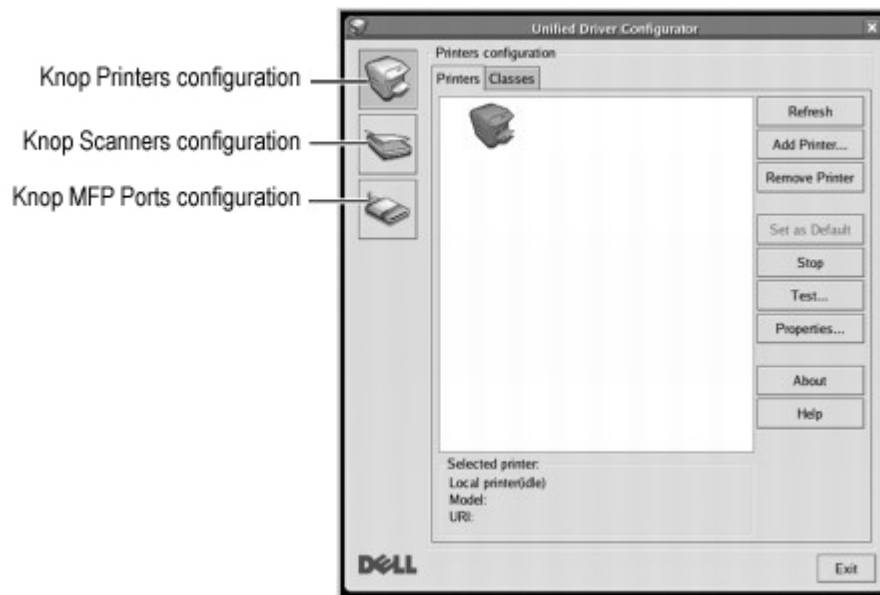 Unified Driver Configurator
Knop Printers configuration
Knop Scanners configuration
Knop MFP Ports configuration
Printers configuration
Printers
Classes
Refresh
Add Printer...
Remove Printer
Set as Default
Stop
Test...
Properties...
About
Help
Selected printer:
Local printer(idle)
Model:
URI:
DELL
Exit